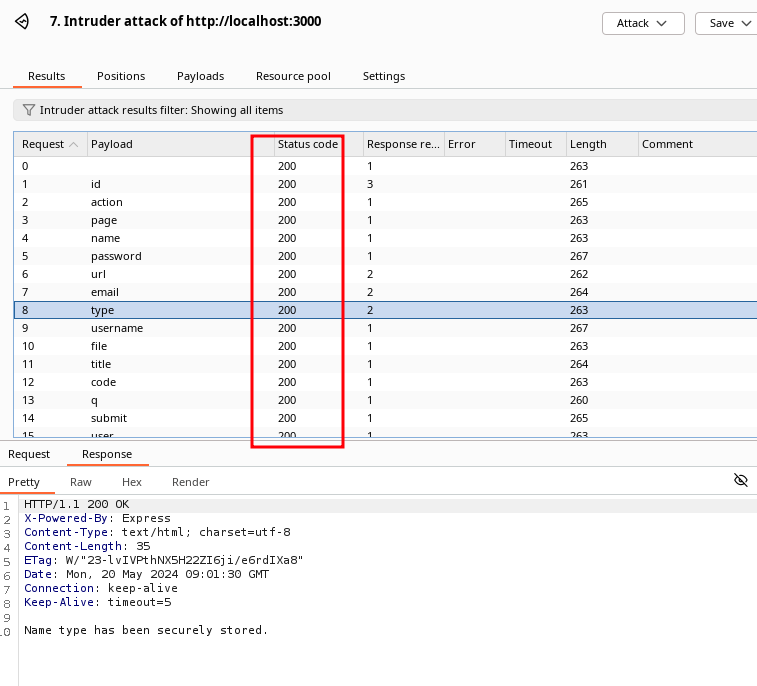 7. Intruder attack of http://localhost:3000
Attack
Save
Results Positions Payloads Resource pool Settings
Intruder attack results filter: Showing all items
Request Payload Status code Response re... Error Timeout Length Comment
0 200 1 263
1 id 200 3 261
2 action 200 1 265
3 page 200 1 263
4 name 200 1 263
5 password 200 1 267
6 url 200 2 262
7 email 200 2 264
8 type 200 2 263
9 username 200 1 267
10 file 200 1 263
11 title 200 1 264
12 code 200 1 263
13 q 200 1 260
14 submit 200 1 265
15 user 200 1 263
Request Response
Pretty Raw Hex Render
1 HTTP/1.1 200 OK
2 X-Powered-By: Express
3 Content-Type: text/html; charset=utf-8
4 Content-Length: 35
5 ETag: W/"23-lvIVPthNX5H22ZI6ji/e6rdIXa8"
6 Date: Mon, 20 May 2024 09:01:30 GMT
7 Connection: keep-alive
8 Keep-Alive: timeout=5
9
10 Name type has been securely stored.